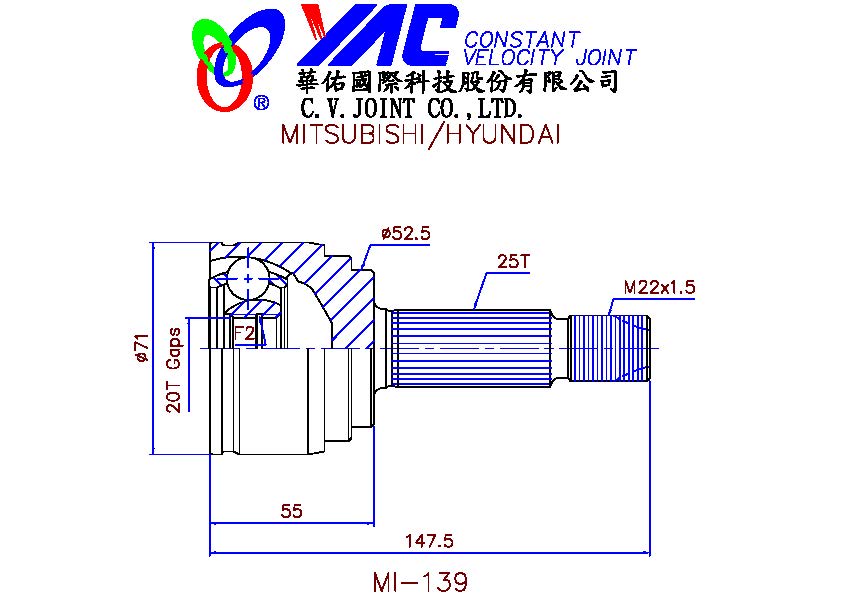 YAC CONSTANT
VELOCITY JOINT
®
華佑國際科技股份有限公司
C.V.JOINT CO.,LTD.
MITSUBISHI/HYUNDAI
ø52.5
25T
M22x1.5
F2
ø71
20T Gaps
55
147.5
MI-139